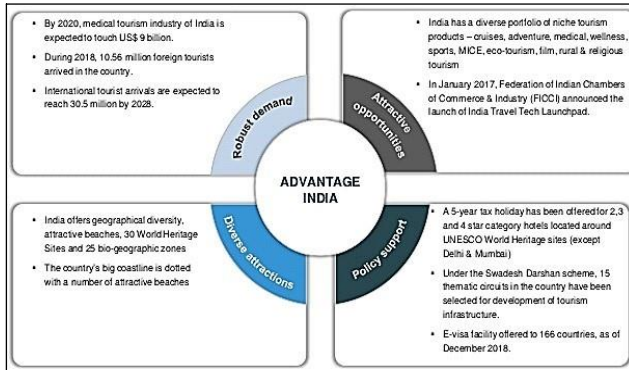 • By 2020, medical tourism industry of India is
expected to touch US$ 9 billion.
• During 2018, 10.56 million foreign tourists
arrived in the country.
• International tourist arrivals are expected to
reach 30.5 million by 2028.
Robust demand
• India has a diverse portfolio of niche tourism
products – cruises, adventure, medical, wellness,
sports, MICE, eco-tourism, film, rural & religious
tourism
• In January 2017, Federation of Indian Chambers
of Commerce & Industry (FICCI) announced the
launch of India Travel Tech Launchpad.
Attractive
opportunities
ADVANTAGE
INDIA
• India offers geographical diversity,
attractive beaches, 30 World Heritage
Sites and 25 bio-geographic zones
• The country's big coastline is dotted
with a number of attractive beaches
Diverse attractions
• A 5-year tax holiday has been offered for 2,3
and 4 star category hotels located around
UNESCO World Heritage sites (except
Delhi & Mumbai)
• Under the Swadesh Darshan scheme, 15
thematic circuits in the country have been
selected for development of tourism
infrastructure.
• E-visa facility offered to 166 countries, as of
December 2018.
Policy support